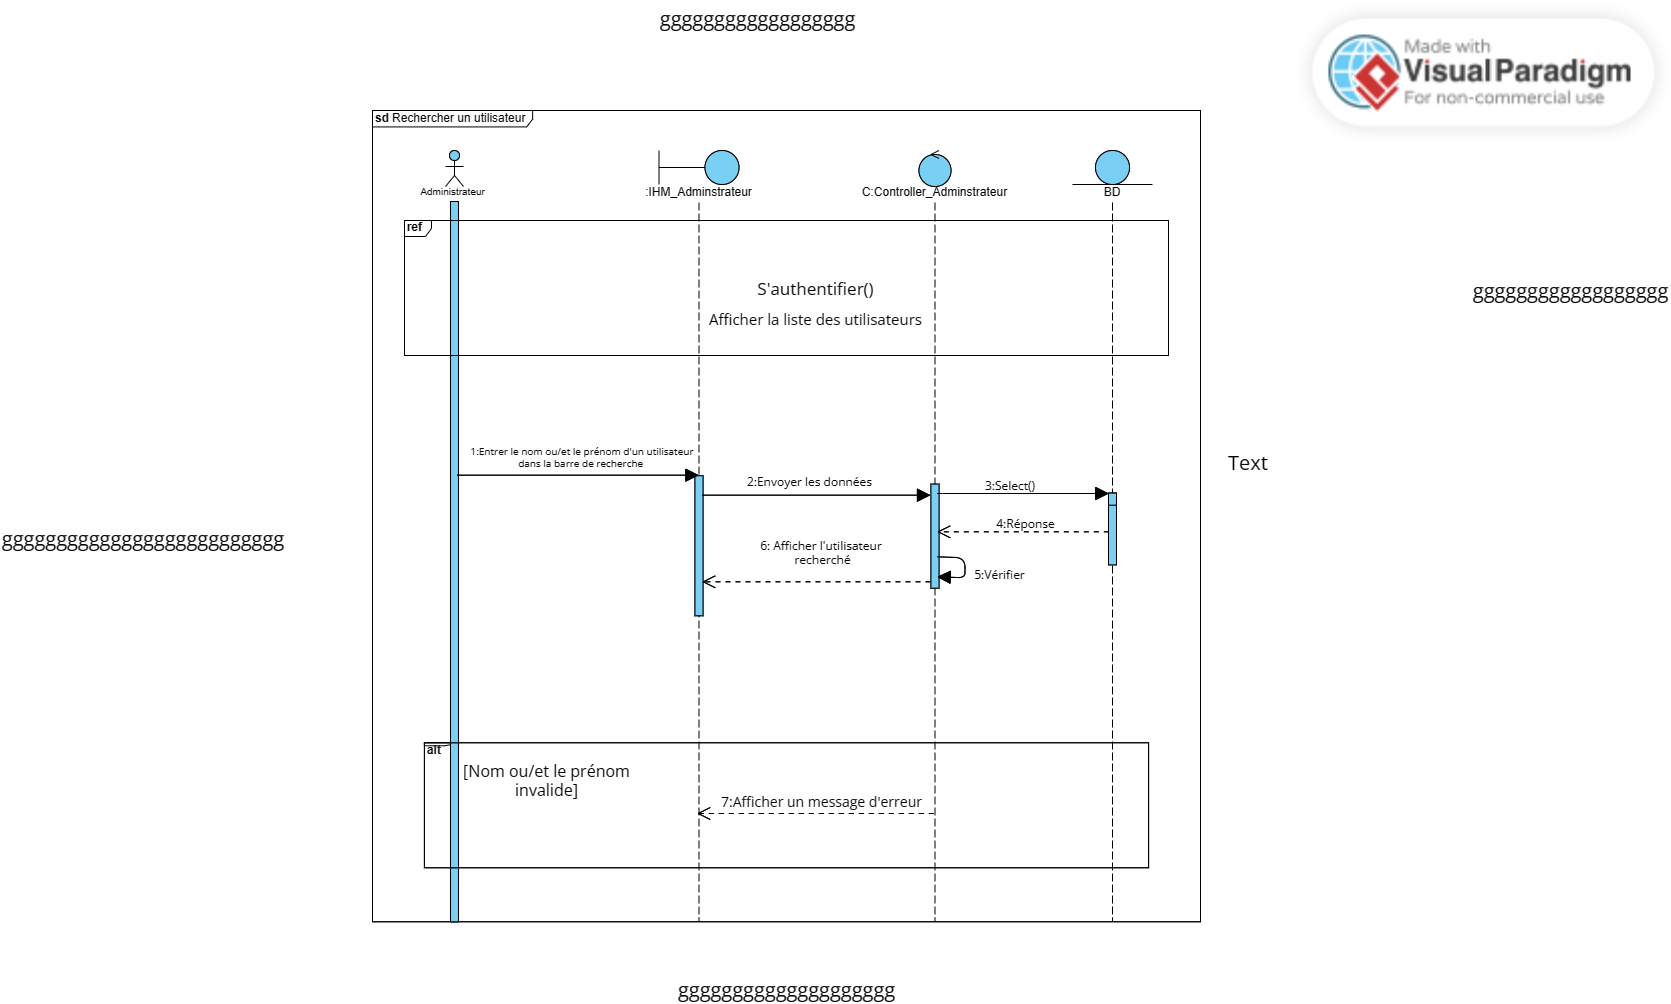 gggggggggggggggggg
Made with
Visual Paradigm
For non-commercial use
sd Rechercher un utilisateur
Administrateur
:IHM_Adminstrateur
C:Controller_Adminstrateur
BD
ref
S'authentifier()
Afficher la liste des utilisateurs
gggggggggggggggggg
1:Entrer le nom ou/et le prénom d'un utilisateur
dans la barre de recherche
Text
2:Envoyer les données
3:Select()
4:Réponse
gggggggggggggggggggggggggg
6: Afficher l'utilisateur
recherché
5:Vérifier
alt
[Nom ou/et le prénom
invalide]
7:Afficher un message d'erreur
gggggggggggggggggggg